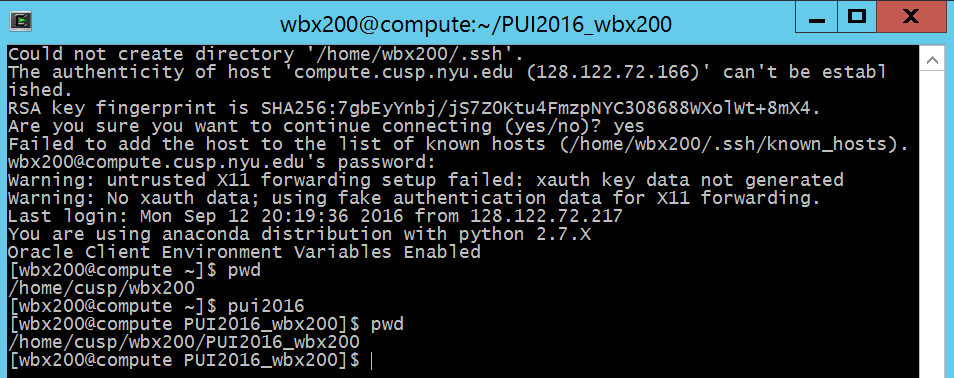 wbx200@compute:~/PUI2016_wbx200
Could not create directory '/home/wbx200/.ssh'.
The authenticity of host 'compute.cusp.nyu.edu (128.122.72.166)' can't be establ
ished.
RSA key fingerprint is SHA256:7gbEyYnbj/jS7Z0Ktu4FmzpNYC3O8688WXolWt+8mX4.
Are you sure you want to continue connecting (yes/no)? yes
Failed to add the host to the list of known hosts (/home/wbx200/.ssh/known_hosts).
wbx200@compute.cusp.nyu.edu's password:
Warning: untrusted X11 forwarding setup failed: xauth key data not generated
Warning: No xauth data; using fake authentication data for X11 forwarding.
Last login: Mon Sep 12 20:19:36 2016 from 128.122.72.217
You are using anaconda distribution with python 2.7.X
Oracle Client Environment Variables Enabled
[wbx200@compute ~]$ pwd
/home/cusp/wbx200
[wbx200@compute ~]$ pui2016
[wbx200@compute PUI2016_wbx200]$ pwd
/home/cusp/wbx200/PUI2016_wbx200
[wbx200@compute PUI2016_wbx200]$